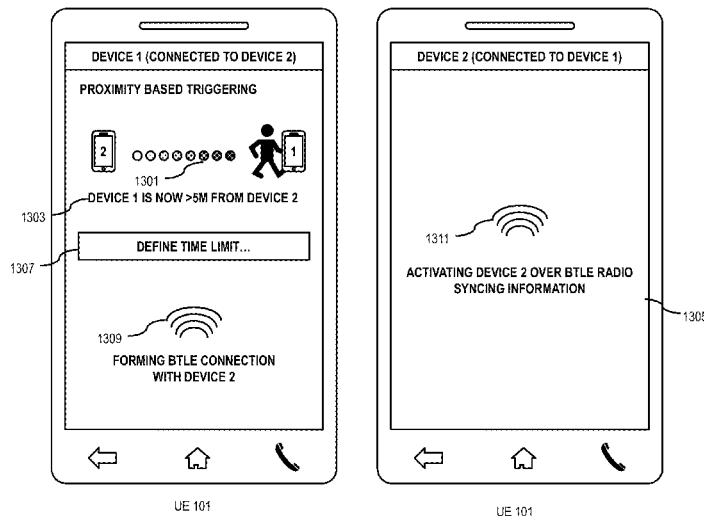 DEVICE 1 (CONNECTED TO DEVICE 2)
PROXIMITY BASED TRIGGERING
2
1
1301
DEVICE 1 IS NOW >5M FROM DEVICE 2
1303
DEFINE TIME LIMIT...
1307
1309
FORMING BTLE CONNECTION
WITH DEVICE 2
UE 101
DEVICE 2 (CONNECTED TO DEVICE 1)
1311
ACTIVATING DEVICE 2 OVER BTLE RADIO
SYNCING INFORMATION
1305
UE 101